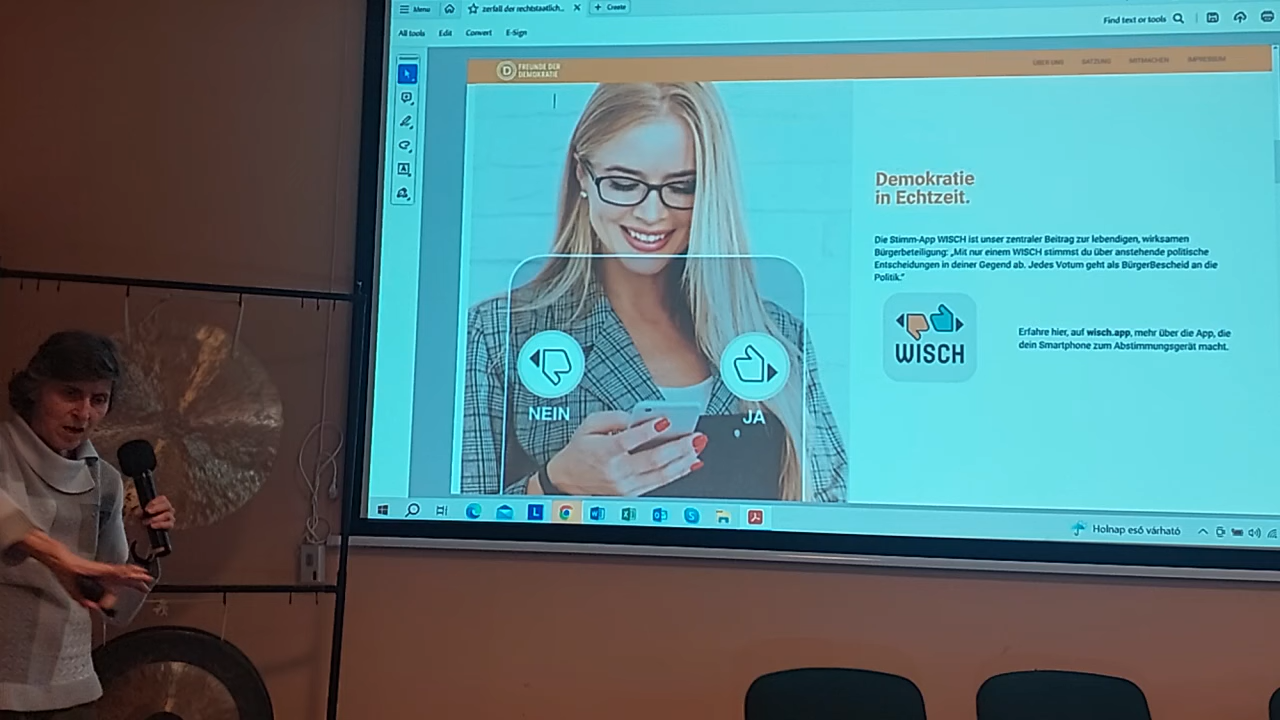 Menu
zerfall der rechtstaatlich...
+ Create
Find text or tools
All tools
Edit
Convert
E-Sign
D
FREUNDE DER
DEMOKRATIE
ÜBER UNS
SATZUNG
MITMACHEN
IMPRESSUM
Demokratie
in Echtzeit.
Die Stimm-App WISCH ist unser zentraler Beitrag zur lebendigen, wirksamen
Bürgerbeteiligung: „Mit nur einem WISCH stimmst du über anstehende politische
Entscheidungen in deiner Gegend ab. Jedes Votum geht als BürgerBescheid an die
Politik."
WISCH
Erfahre hier, auf wisch.app, mehr über die App, die
dein Smartphone zum Abstimmungsgerät macht.
NEIN
JA
Holnap eső várható